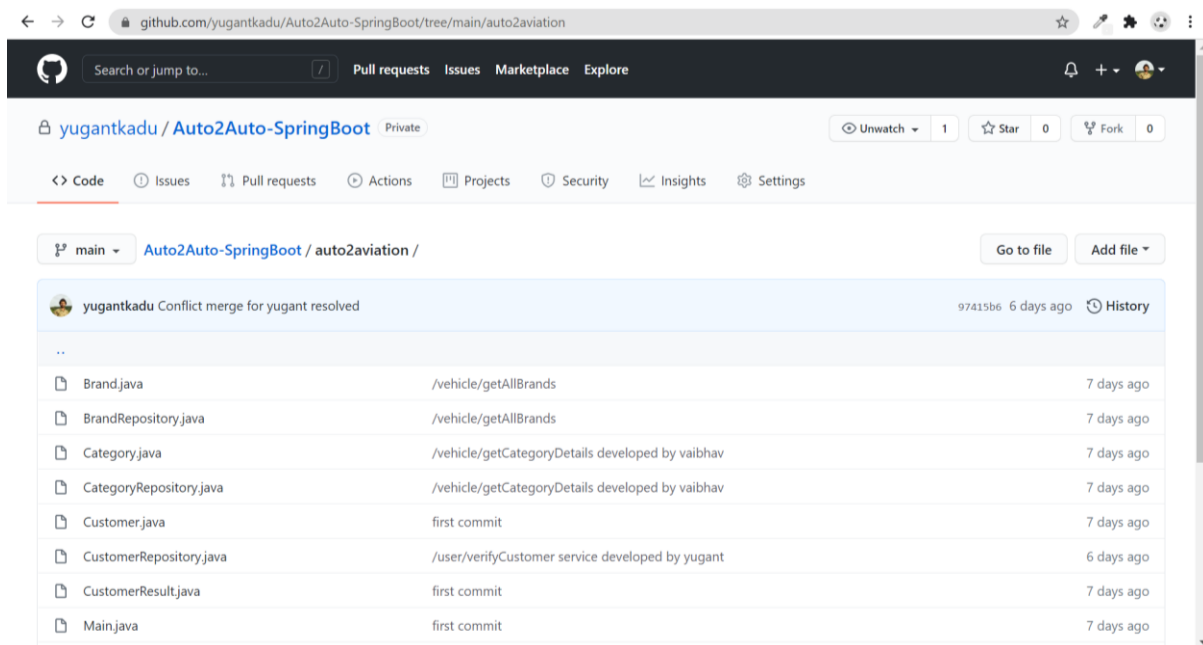 github.com/yugantkadu/Auto2Auto-SpringBoot/tree/main/auto2aviation
Search or jump to... / Pull requests Issues Marketplace Explore
yugantkadu / Auto2Auto-SpringBoot Private Unwatch 1 Star 0 Fork 0
<> Code Issues Pull requests Actions Projects Security Insights Settings
main Auto2Auto-SpringBoot / auto2aviation / Go to file Add file
yugantkadu Conflict merge for yugant resolved 97415b6 6 days ago History
..
Brand.java /vehicle/getAllBrands 7 days ago
BrandRepository.java /vehicle/getAllBrands 7 days ago
Category.java /vehicle/getCategoryDetails developed by vaibhav 7 days ago
CategoryRepository.java /vehicle/getCategoryDetails developed by vaibhav 7 days ago
Customer.java first commit 7 days ago
CustomerRepository.java /user/verifyCustomer service developed by yugant 6 days ago
CustomerResult.java first commit 7 days ago
Main.java first commit 7 days ago